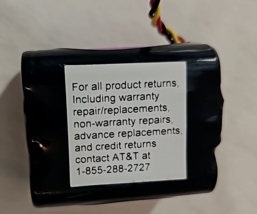 For all product returns,
Including warranty
repair/replacements,
non-warranty repairs,
advance replacements,
and credit returns
contact AT&T at
1-855-288-2727